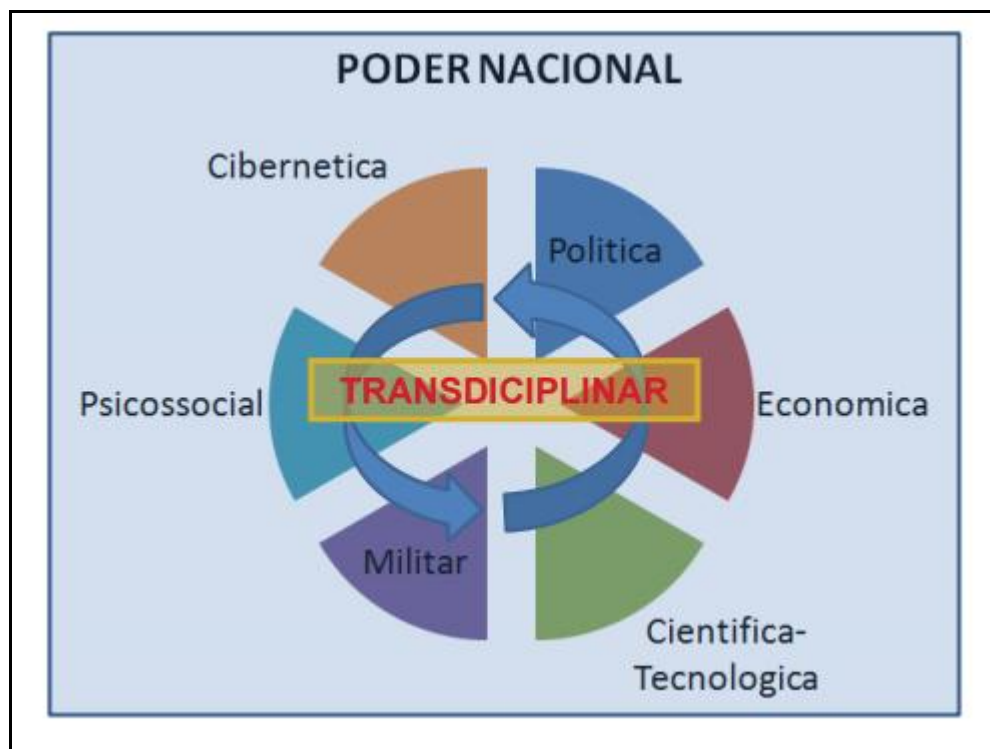 PODER NACIONAL
Cibernetica
Politica
Psicossocial
TRANSDICIPLINAR
Economica
Militar
Cientifica-
Tecnologica